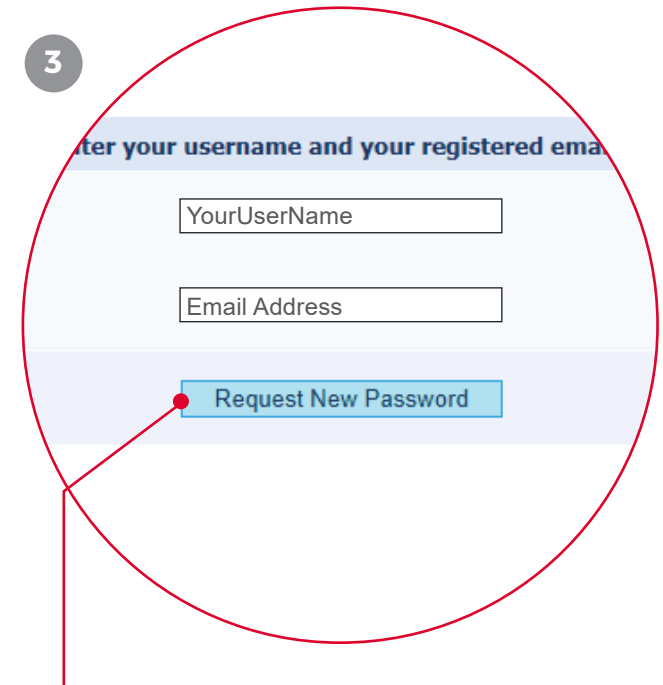 3
ter your username and your registered ema
YourUserName
Email Address
Request New Password